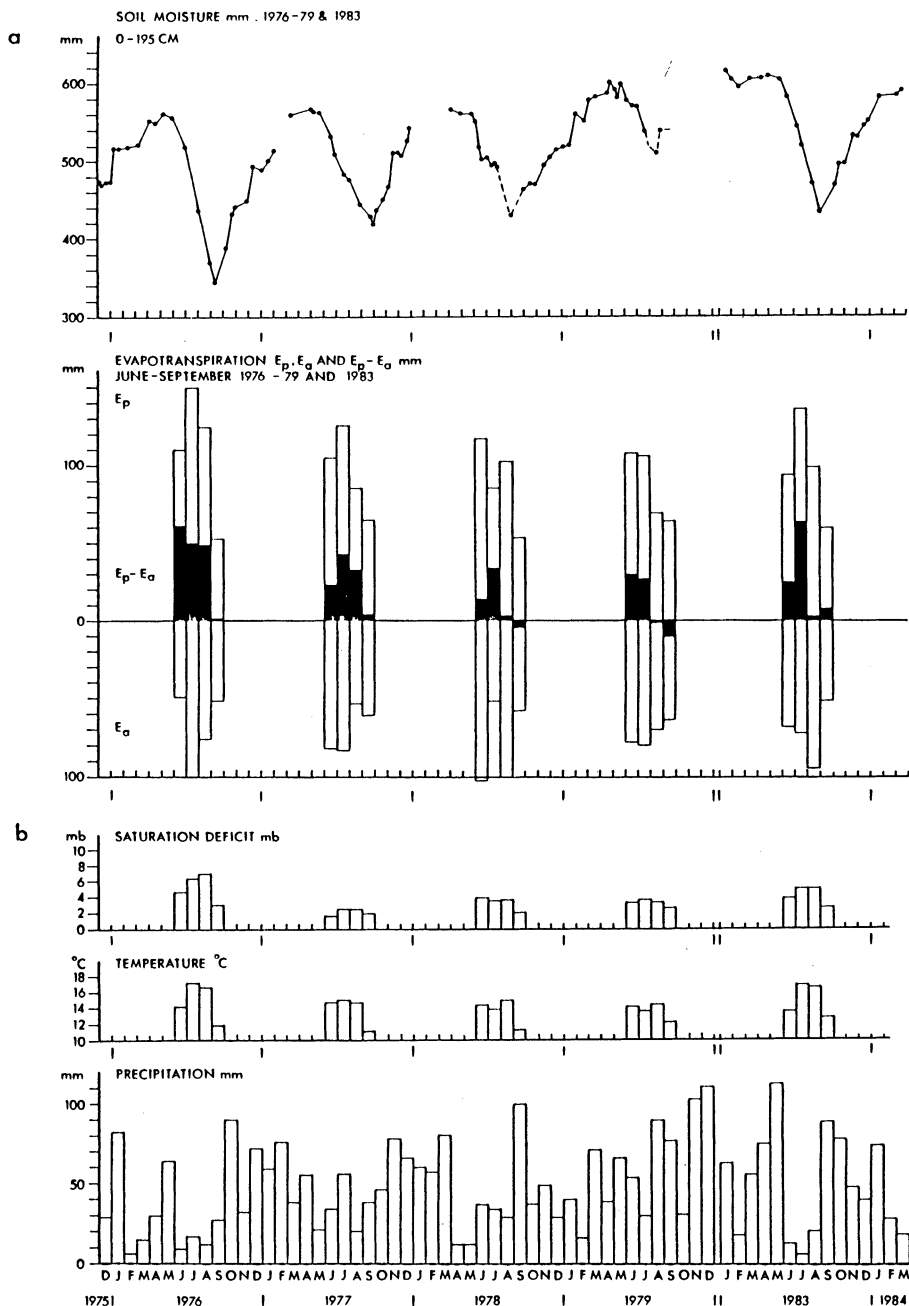 SOIL MOISTURE mm . 1976-79 & 1983
a mm 0-195 CM
600
500
400
300
EVAPOTRANSPIRATION Ep, Ea AND Ep-Ea mm
mm JUNE-SEPTEMBER 1976 - 79 AND 1983
Ep
100
Ep-Ea
0
Ea
100
b mb SATURATION DEFICIT mb
10
8
6
4
2
0
°C TEMPERATURE °C
18
16
14
12
10
mm PRECIPITATION mm
100
50
0
D J F M A M J J A S O N D J F M A M J J A S O N D J F M A M J J A S O N D J F M A M J J A S O N D J F M A M J J A S O N D J F M
1975 1976 1977 1978 1979 1983 1984